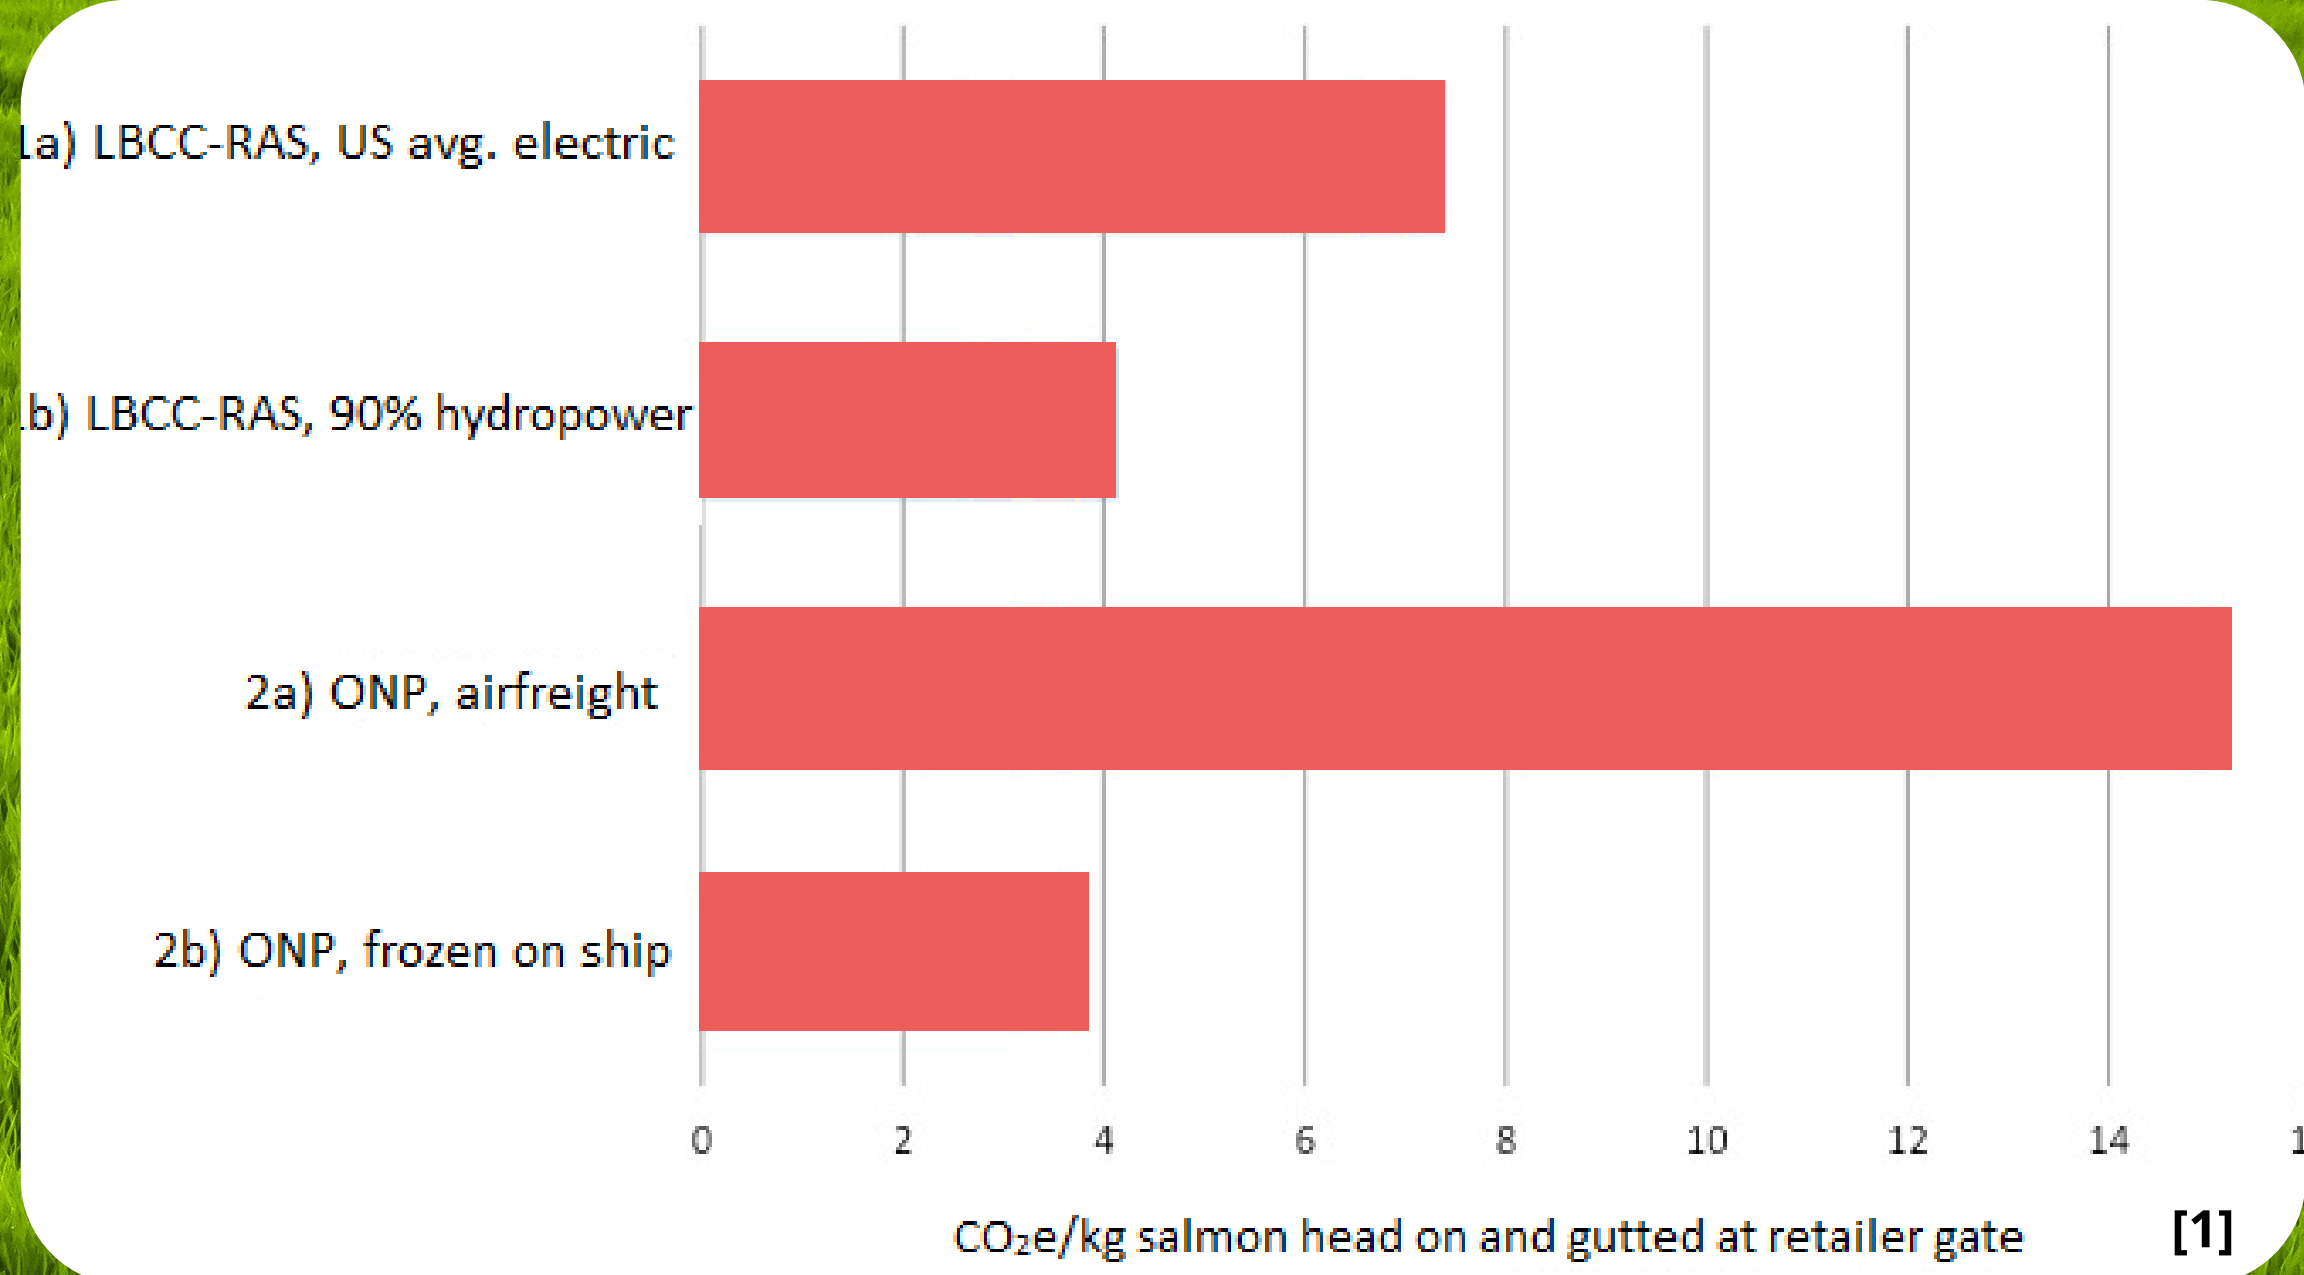 1a) LBCC-RAS, US avg. electric
b) LBCC-RAS, 90% hydropower
2a) ONP, airfreight
2b) ONP, frozen on ship
0 2 4 6 8 10 12 14 1
CO₂e/kg salmon head on and gutted at retailer gate
[1]